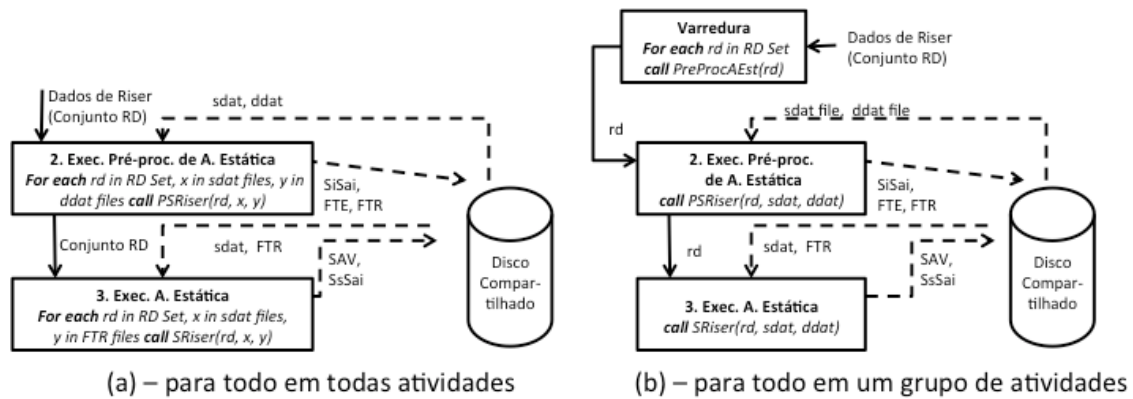 Dados de Riser
(Conjunto RD)
sdat, ddat
2. Exec. Pré-proc. de A. Estática
For each rd in RD Set, x in sdat files, y in
ddat files call PSRiser(rd, x, y)
SiSai,
FTE, FTR
Conjunto RD
sdat, FTR
SAV,
SsSai
3. Exec. A. Estática
For each rd in RD Set, x in sdat files,
y in FTR files call SRiser(rd, x, y)
Disco
Compar-
tilhado
(a) – para todo em todas atividades
Varredura
For each rd in RD Set
call PreProcAEst(rd)
Dados de Riser
(Conjunto RD)
rd
sdat file, ddat file
2. Exec. Pré-proc.
de A. Estática
call PSRiser(rd, sdat, ddat)
SiSai,
FTE, FTR
rd
sdat, FTR
SAV,
SsSai
3. Exec. A. Estática
call SRiser(rd, sdat, ddat)
Disco
Compar-
tilhado
(b) – para todo em um grupo de atividades